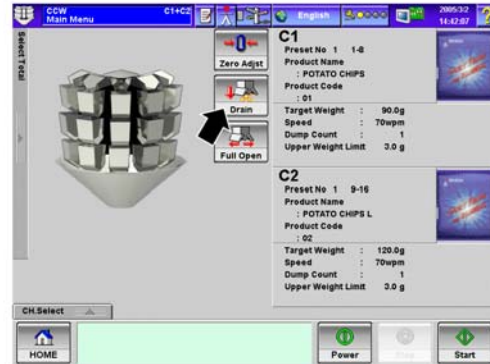 CCW
C1+C2
Main Menu
English
2005/3/2
14:42:07
Select Total
Zero Adjst
Drain
Full Open
C1
Preset No 1 1-8
Product Name
: POTATO CHIPS
Product Code
: 01
Target Weight : 90.0g
Speed : 70wpm
Dump Count : 1
Upper Weight Limit 3.0 g
C2
Preset No 1 9-16
Product Name
: POTATO CHIPS L
Product Code
: 02
Target Weight : 120.0g
Speed : 70wpm
Dump Count : 1
Upper Weight Limit 3.0 g
CH.Select
HOME
Power
Stop
Start